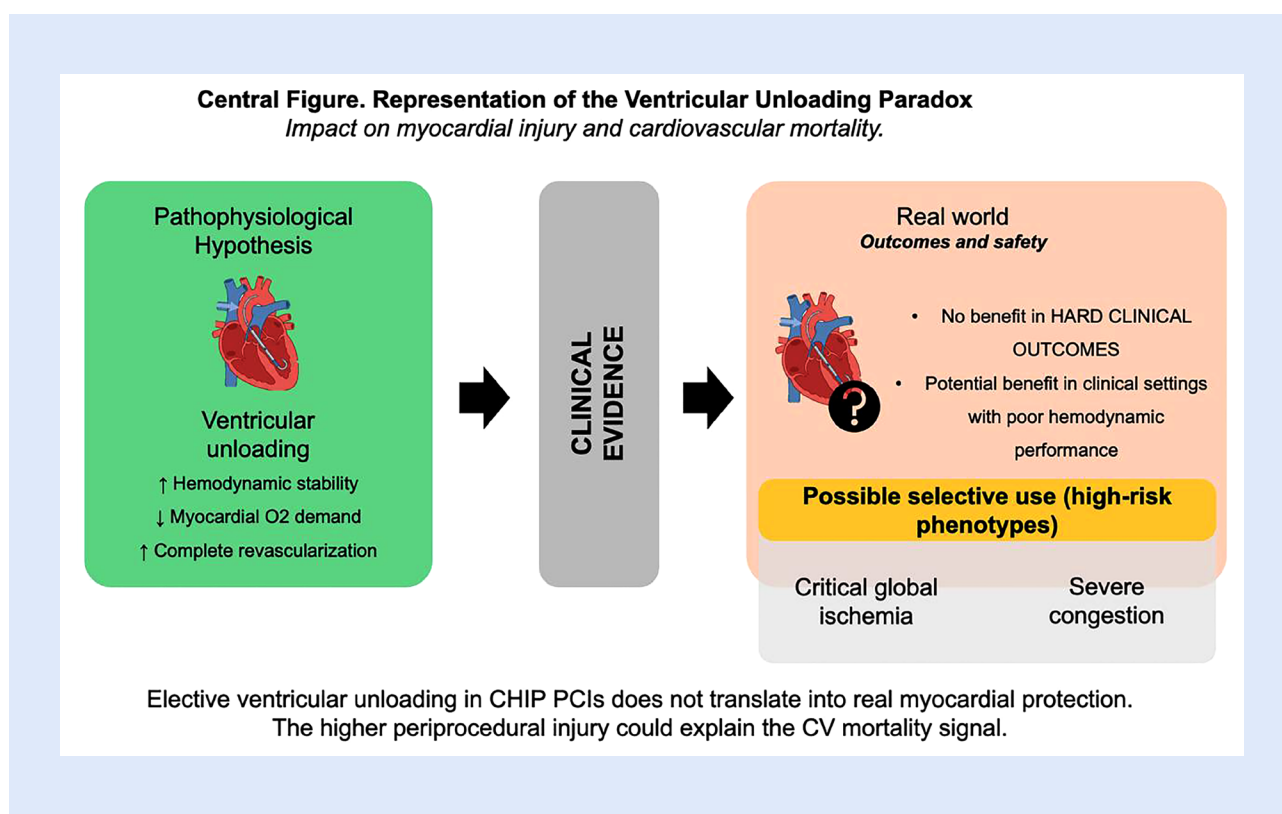 Central Figure. Representation of the Ventricular Unloading Paradox
Impact on myocardial injury and cardiovascular mortality.
Pathophysiological
Hypothesis
Ventricular
unloading
↑ Hemodynamic stability
↓ Myocardial O2 demand
↑ Complete revascularization
CLINICAL
EVIDENCE
Real world
Outcomes and safety
?
• No benefit in HARD CLINICAL
OUTCOMES
• Potential benefit in clinical settings
with poor hemodynamic
performance
Possible selective use (high-risk
phenotypes)
Critical global
ischemia
Severe
congestion
Elective ventricular unloading in CHIP PCIs does not translate into real myocardial protection.
The higher periprocedural injury could explain the CV mortality signal.